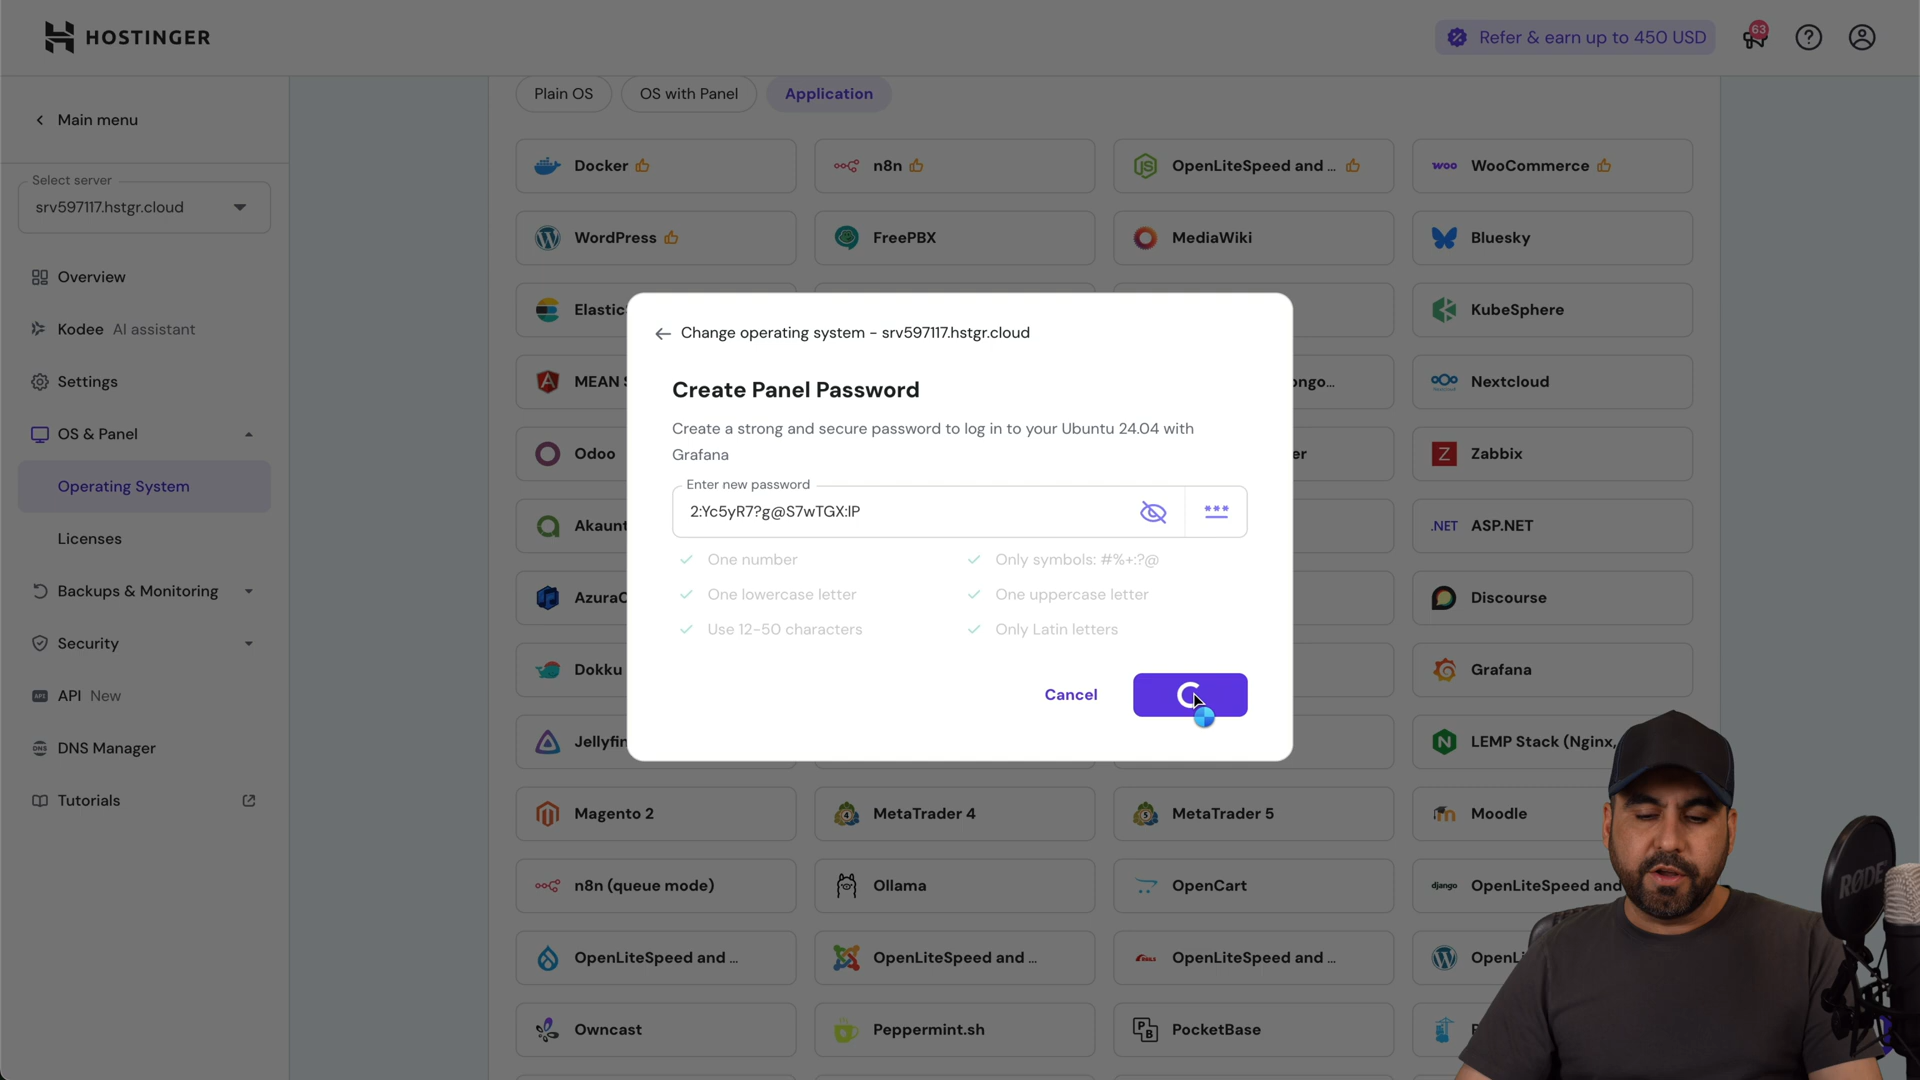 HOSTINGER
Refer & earn up to 450 USD
63
Main menu
Select server
srv597117.hstgr.cloud
Overview
Kodee AI assistant
Settings
OS & Panel
Operating System
Licenses
Backups & Monitoring
Security
API New
DNS Manager
Tutorials
Plain OS
OS with Panel
Application
Docker
n8n
OpenLiteSpeed and ...
woo WooCommerce
WordPress
FreePBX
MediaWiki
Bluesky
Elastic
KubeSphere
MEAN
ongo...
Nextcloud
Odoo
er
Z Zabbix
Akaunt
.NET ASP.NET
AzuraC
Discourse
Dokku
Grafana
Jellyfin
LEMP Stack (Nginx,
Magento 2
MetaTrader 4
MetaTrader 5
Moodle
n8n (queue mode)
Ollama
OpenCart
django OpenLiteSpeed and
OpenLiteSpeed and ...
OpenLiteSpeed and ...
OpenLiteSpeed and ...
OpenL
Owncast
Peppermint.sh
PocketBase
Change operating system - srv597117.hstgr.cloud
Create Panel Password
Create a strong and secure password to log in to your Ubuntu 24.04 with
Grafana
Enter new password
2:Yc5yR7?g@S7wTGX:lP
One number
Only symbols: #%+:?@
One lowercase letter
One uppercase letter
Use 12-50 characters
Only Latin letters
Cancel
RØDE